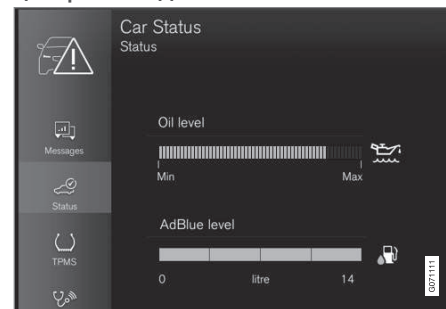 Car Status
Status
Messages
Status
TPMS
Oil level
Min Max
AdBlue level
0 litre 14
G071111